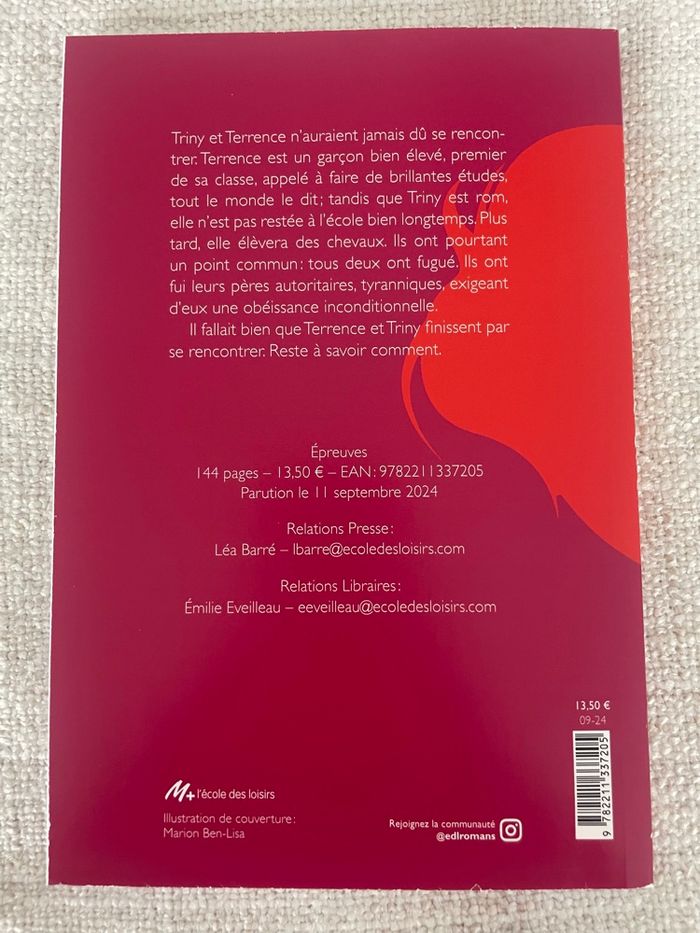 Triny et Terrence n'auraient jamais dû se rencon-
trer. Terrence est un garçon bien élevé, premier
de sa classe, appelé à faire de brillantes études,
tout le monde le dit ; tandis que Triny est rom,
elle n'est pas restée à l'école bien longtemps. Plus
tard, elle élèvera des chevaux. Ils ont pourtant
un point commun : tous deux ont fugué. Ils ont
fui leurs pères autoritaires, tyranniques, exigeant
d'eux une obéissance inconditionnelle.
Il fallait bien que Terrence et Triny finissent par
se rencontrer. Reste à savoir comment.
Épreuves
144 pages – 13,50 € – EAN : 9782211337205
Parution le 11 septembre 2024
Relations Presse :
Léa Barré – lbarre@ecoledesloisirs.com
Relations Libraires :
Émilie Eveilleau – eeveilleau@ecoledesloisirs.com
13,50 €
09-24
9 782211 337205
M+ l'école des loisirs
Illustration de couverture :
Marion Ben-Lisa
Rejoignez la communauté
@edlromans